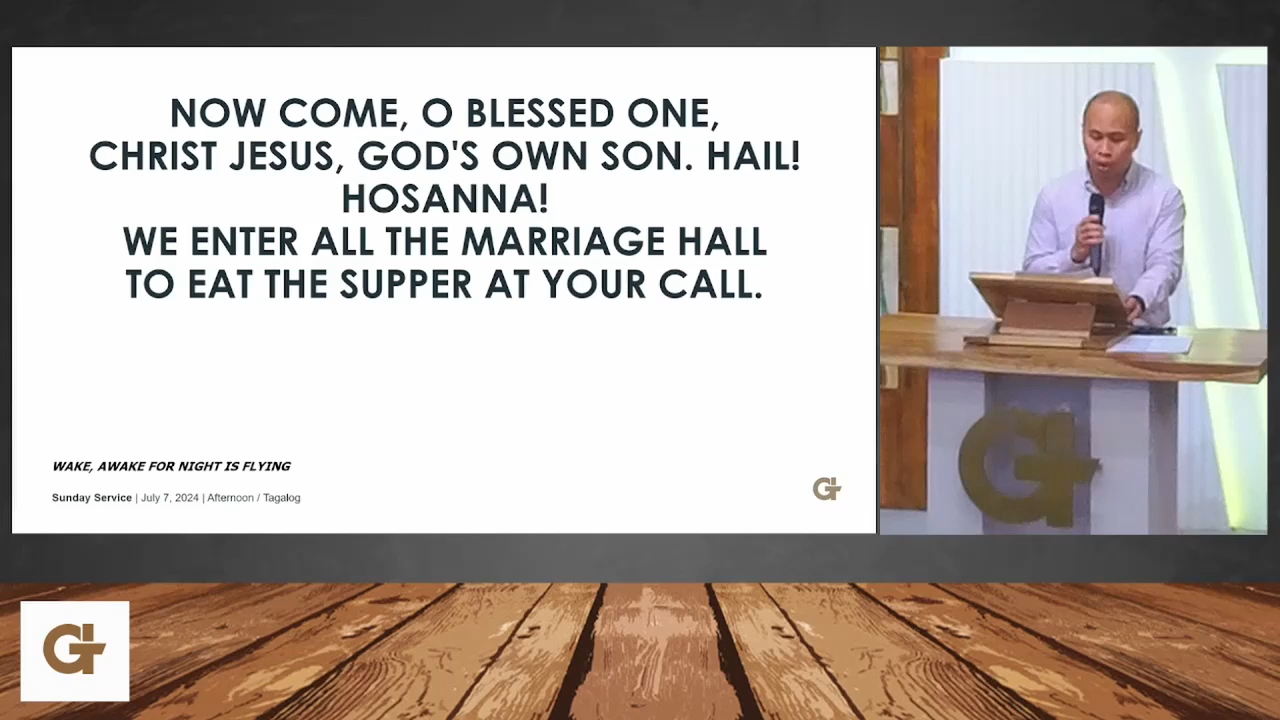 NOW COME, O BLESSED ONE,
CHRIST JESUS, GOD'S OWN SON. HAIL!
HOSANNA!
WE ENTER ALL THE MARRIAGE HALL
TO EAT THE SUPPER AT YOUR CALL.
WAKE, AWAKE FOR NIGHT IS FLYING
Sunday Service | July 7, 2024 | Afternoon / Tagalog